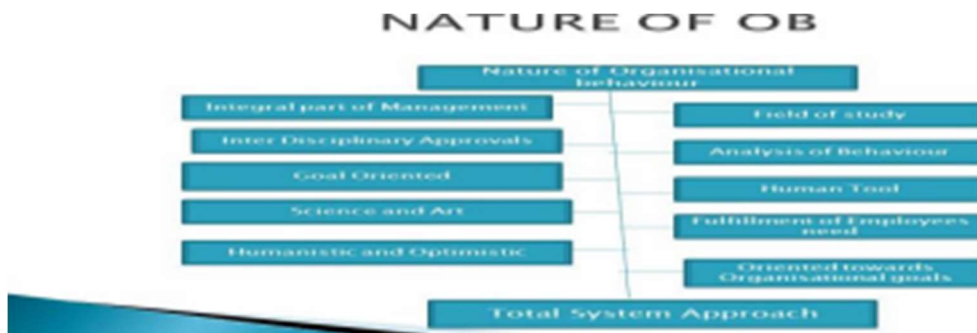 NATURE OF OB
Nature of Organisational
behaviour
Integral part of Management
Inter Disciplinary Approvals
Goal Oriented
Science and Art
Humanistic and Optimistic
Field of study
Analysis of Behaviour
Human Tool
Fulfillment of Employees
need
Oriented towards
Organisational goals
Total System Approach